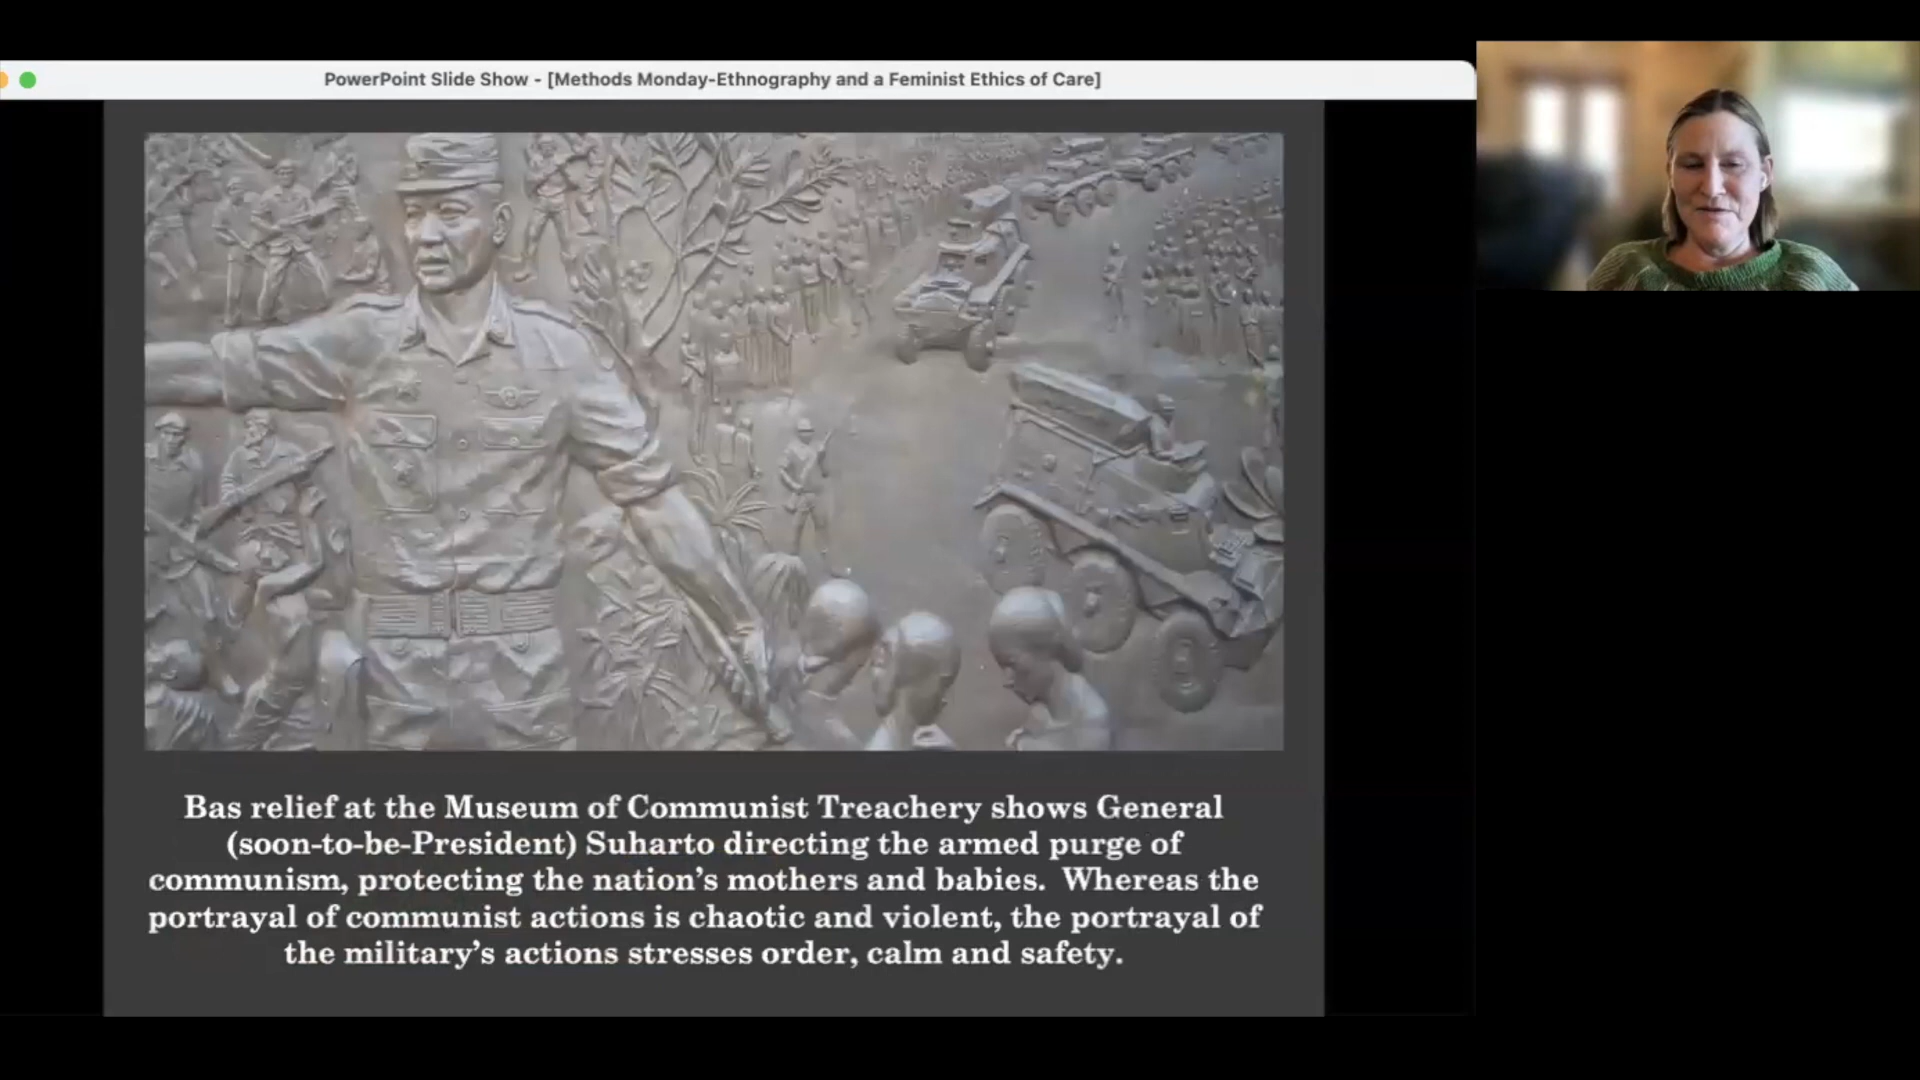 PowerPoint Slide Show - [Methods Monday-Ethnography and a Feminist Ethics of Care]
Bas relief at the Museum of Communist Treachery shows General
(soon-to-be-President) Suharto directing the armed purge of
communism, protecting the nation's mothers and babies.  Whereas the
portrayal of communist actions is chaotic and violent, the portrayal of
the military's actions stresses order, calm and safety.